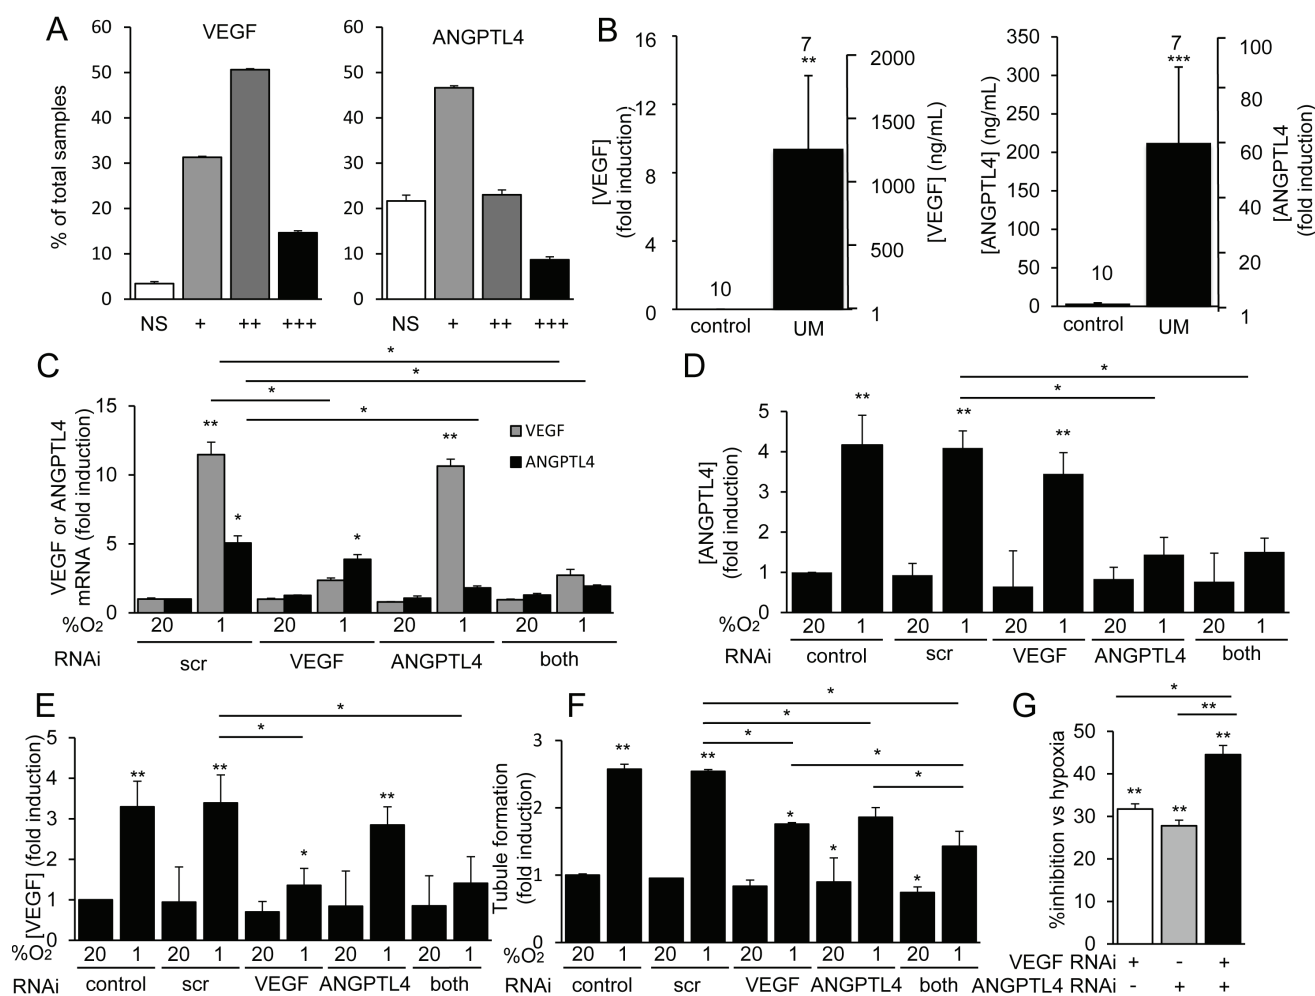 A
VEGF
% of total samples
60
50
40
30
20
10
0
NS + ++ +++
ANGPTL4
60
50
40
30
20
10
0
NS + ++ +++
B
[VEGF]
(fold induction)
16
12
8
4
0
10
7
**
control UM
2000
1500
1000
500
1
[VEGF] (ng/mL)
[ANGPTL4] (ng/mL)
350
300
250
200
150
100
50
0
10
7
***
control UM
100
80
60
40
20
1
[ANGPTL4
(fold induction)
C
VEGF or ANGPTL4
mRNA (fold induction)
15
10
5
0
*
*
*
*
** * * **
VEGF
ANGPTL4
%O2 20 1 20 1 20 1 20 1
RNAi scr VEGF ANGPTL4 both
D
[ANGPTL4]
(fold induction)
5
4
3
2
1
0
*
*
** ** **
%O2 20 1 20 1 20 1 20 1 20 1
RNAi control scr VEGF ANGPTL4 both
E
[VEGF] (fold induction)
5
4
3
2
1
0
*
*
** ** * **
%O2 20 1 20 1 20 1 20 1 20 1
RNAi control scr VEGF ANGPTL4 both
F
Tubule formation
(fold induction)
3
2
1
0
*
*
*
*
*
** ** * * *
%O2 20 1 20 1 20 1 20 1 20 1
RNAi control scr VEGF ANGPTL4 both
G
%inhibition vs hypoxia
50
40
30
20
10
0
*
**
** ** **
VEGF RNAi + - +
ANGPTL4 RNAi - + +